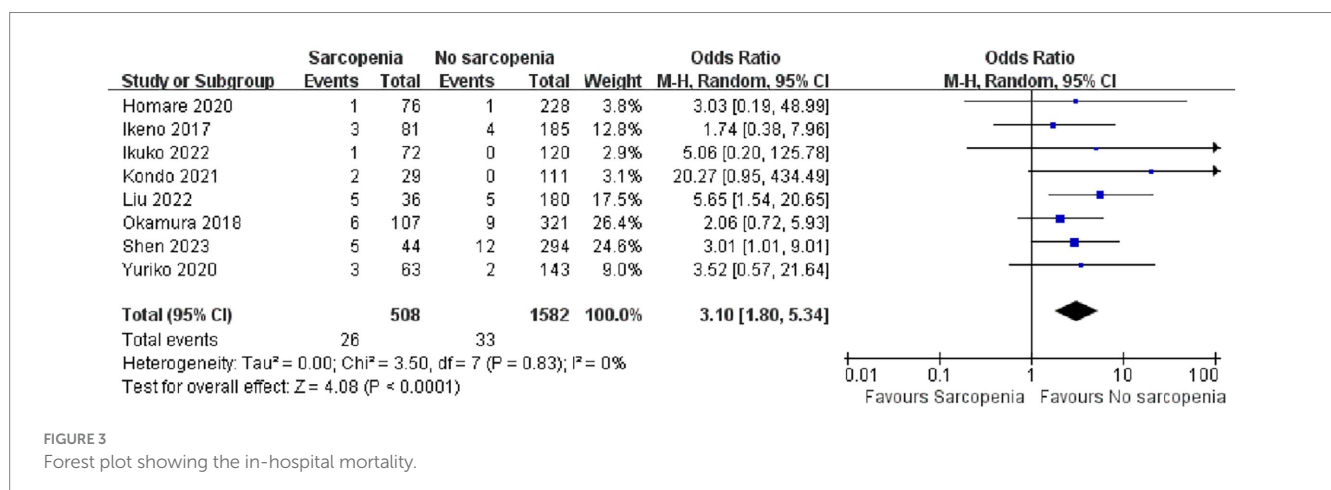 Sarcopenia No sarcopenia Odds Ratio Odds Ratio
Study or Subgroup Events Total Events Total Weight M-H, Random, 95% CI M-H, Random, 95% CI
Homare 2020 1 76 1 228 3.8% 3.03 [0.19, 48.99]
Ikeno 2017 3 81 4 185 12.8% 1.74 [0.38, 7.96]
Ikuko 2022 1 72 0 120 2.9% 5.06 [0.20, 125.78]
Kondo 2021 2 29 0 111 3.1% 20.27 [0.95, 434.49]
Liu 2022 5 36 5 180 17.5% 5.65 [1.54, 20.65]
Okamura 2018 6 107 9 321 26.4% 2.06 [0.72, 5.93]
Shen 2023 5 44 12 294 24.6% 3.01 [1.01, 9.01]
Yuriko 2020 3 63 2 143 9.0% 3.52 [0.57, 21.64]
Total (95% CI) 508 1582 100.0% 3.10 [1.80, 5.34]
Total events 26 33
Heterogeneity: Tau² = 0.00; Chi² = 3.50, df = 7 (P = 0.83); I² = 0%
Test for overall effect: Z = 4.08 (P < 0.0001)
0.01 0.1 1 10 100
Favours Sarcopenia Favours No sarcopenia
FIGURE 3
Forest plot showing the in-hospital mortality.